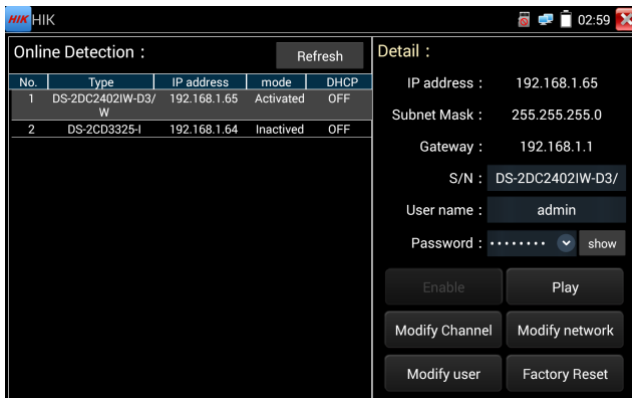 HIK HIK 02:59
Online Detection : Refresh
No. Type IP address mode DHCP
1 DS-2DC2402IW-D3/ 192.168.1.65 Activated OFF
W
2 DS-2CD3325-I 192.168.1.64 Inactived OFF
Detail :
IP address : 192.168.1.65
Subnet Mask : 255.255.255.0
Gateway : 192.168.1.1
S/N : DS-2DC2402IW-D3/
User name : admin
Password : •••••••• show
Enable Play
Modify Channel Modify network
Modify user Factory Reset